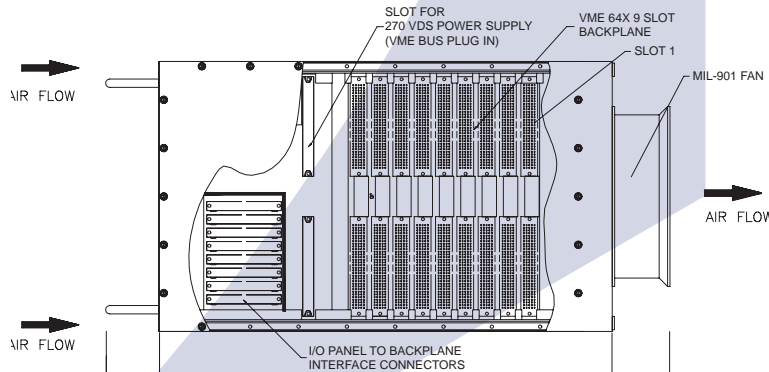 SLOT FOR
270 VDS POWER SUPPLY
(VME BUS PLUG IN)
VME 64X 9 SLOT
BACKPLANE
SLOT 1
MIL-901 FAN
AIR FLOW
AIR FLOW
AIR FLOW
I/O PANEL TO BACKPLANE
INTERFACE CONNECTORS